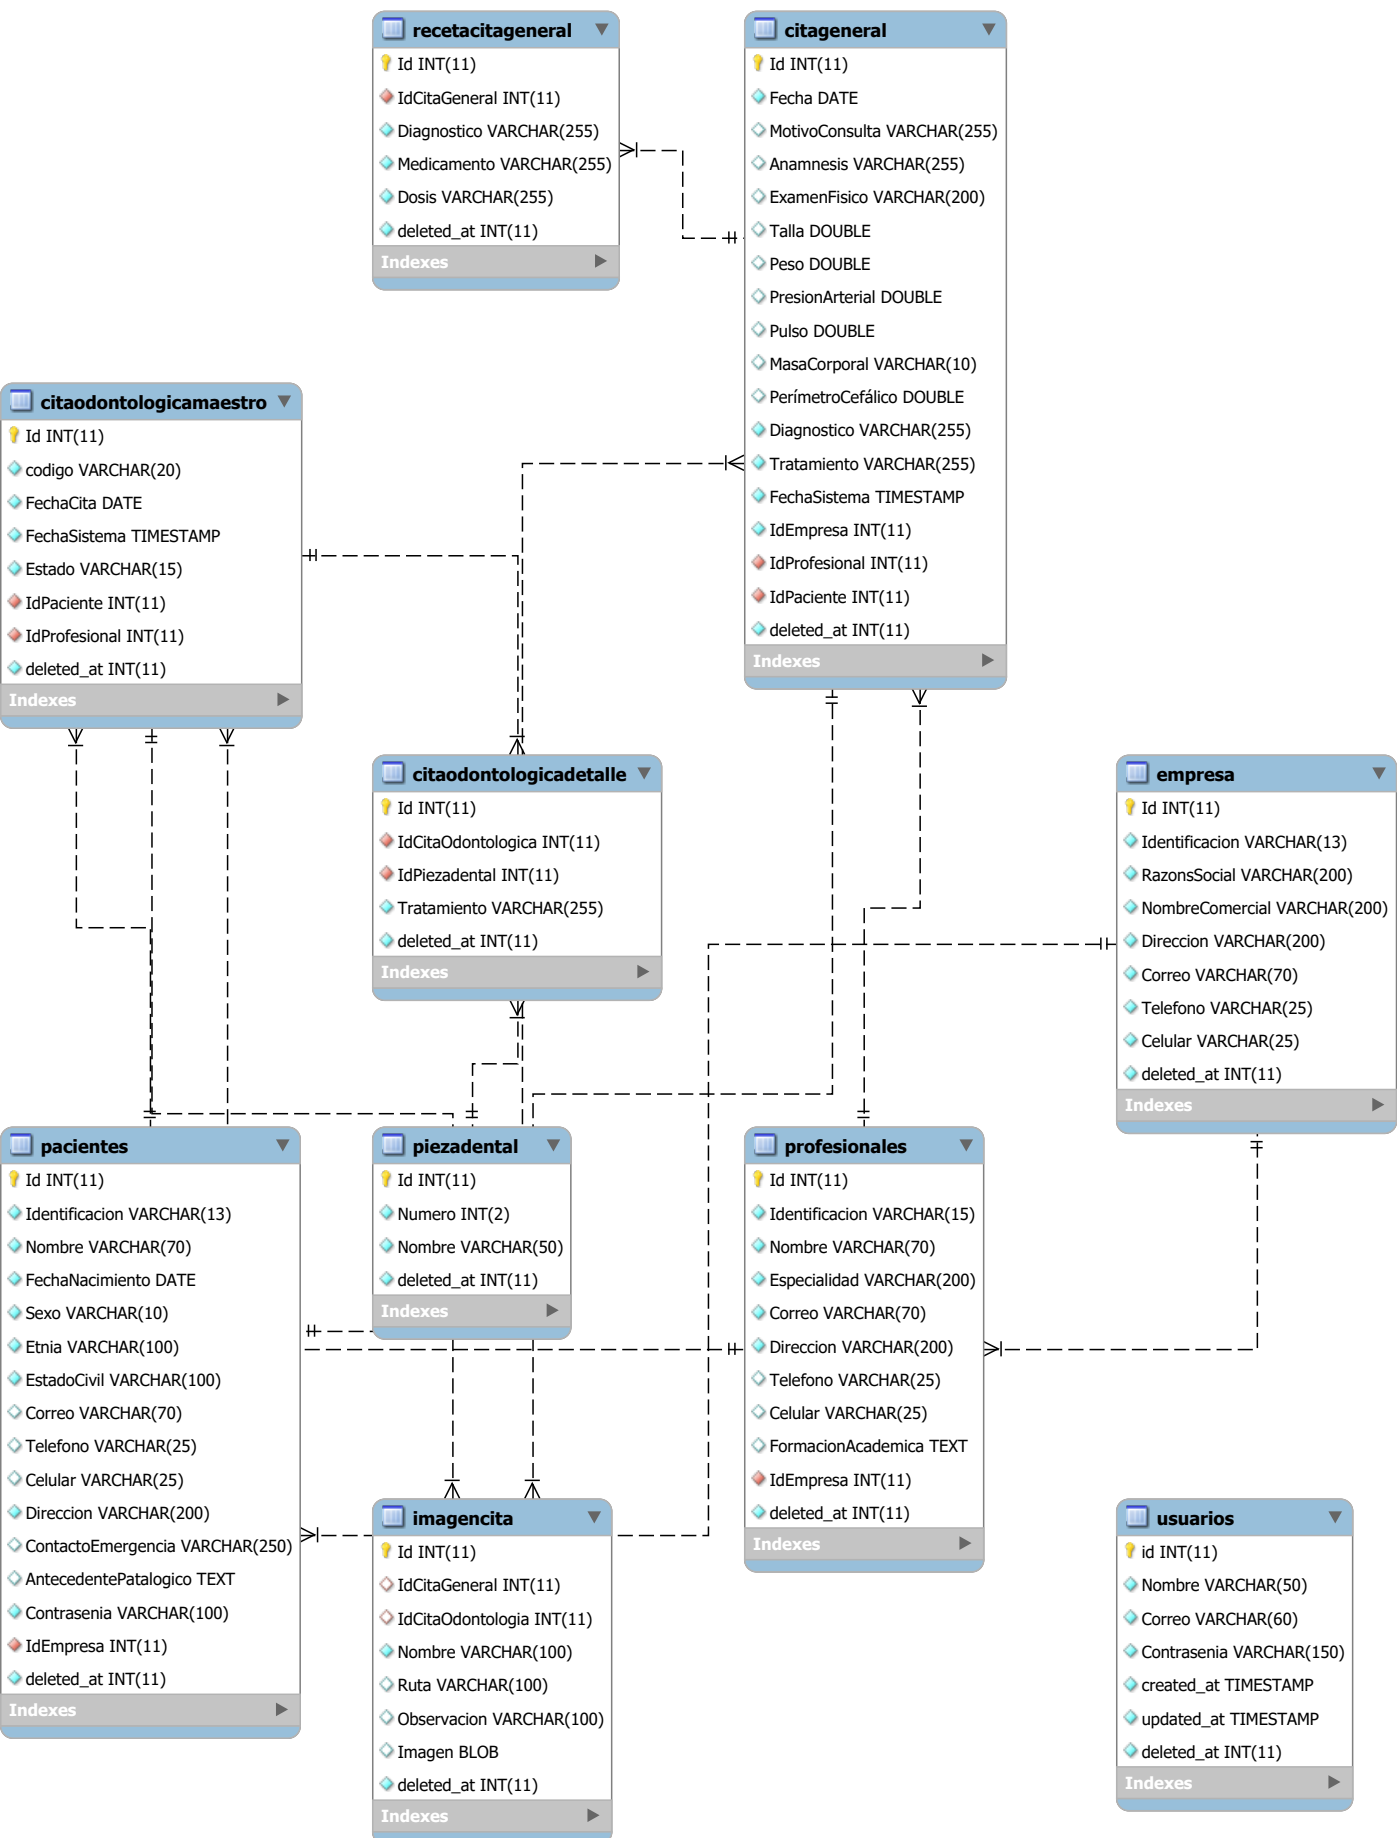 recetacitageneral
Id INT(11)
IdCitaGeneral INT(11)
Diagnostico VARCHAR(255)
Medicamento VARCHAR(255)
Dosis VARCHAR(255)
deleted_at INT(11)
Indexes
citageneral
Id INT(11)
Fecha DATE
MotivoConsulta VARCHAR(255)
Anamnesis VARCHAR(255)
ExamenFisico VARCHAR(200)
Talla DOUBLE
Peso DOUBLE
PresionArterial DOUBLE
Pulso DOUBLE
MasaCorporal VARCHAR(10)
PerímetroCefálico DOUBLE
Diagnostico VARCHAR(255)
Tratamiento VARCHAR(255)
FechaSistema TIMESTAMP
IdEmpresa INT(11)
IdProfesional INT(11)
IdPaciente INT(11)
deleted_at INT(11)
Indexes
citaodontologicamaestro
Id INT(11)
codigo VARCHAR(20)
FechaCita DATE
FechaSistema TIMESTAMP
Estado VARCHAR(15)
IdPaciente INT(11)
IdProfesional INT(11)
deleted_at INT(11)
Indexes
citaodontologicadetalle
Id INT(11)
IdCitaOdontologica INT(11)
IdPiezadental INT(11)
Tratamiento VARCHAR(255)
deleted_at INT(11)
Indexes
empresa
Id INT(11)
Identificacion VARCHAR(13)
RazonsSocial VARCHAR(200)
NombreComercial VARCHAR(200)
Direccion VARCHAR(200)
Correo VARCHAR(70)
Telefono VARCHAR(25)
Celular VARCHAR(25)
deleted_at INT(11)
Indexes
pacientes
Id INT(11)
Identificacion VARCHAR(13)
Nombre VARCHAR(70)
FechaNacimiento DATE
Sexo VARCHAR(10)
Etnia VARCHAR(100)
EstadoCivil VARCHAR(100)
Correo VARCHAR(70)
Telefono VARCHAR(25)
Celular VARCHAR(25)
Direccion VARCHAR(200)
ContactoEmergencia VARCHAR(250)
AntecedentePatalogico TEXT
Contrasenia VARCHAR(100)
IdEmpresa INT(11)
deleted_at INT(11)
Indexes
piezadental
Id INT(11)
Numero INT(2)
Nombre VARCHAR(50)
deleted_at INT(11)
Indexes
profesionales
Id INT(11)
Identificacion VARCHAR(15)
Nombre VARCHAR(70)
Especialidad VARCHAR(200)
Correo VARCHAR(70)
Direccion VARCHAR(200)
Telefono VARCHAR(25)
Celular VARCHAR(25)
FormacionAcademica TEXT
IdEmpresa INT(11)
deleted_at INT(11)
Indexes
imagencita
Id INT(11)
IdCitaGeneral INT(11)
IdCitaOdontologia INT(11)
Nombre VARCHAR(100)
Ruta VARCHAR(100)
Observacion VARCHAR(100)
Imagen BLOB
deleted_at INT(11)
Indexes
usuarios
id INT(11)
Nombre VARCHAR(50)
Correo VARCHAR(60)
Contrasenia VARCHAR(150)
created_at TIMESTAMP
updated_at TIMESTAMP
deleted_at INT(11)
Indexes